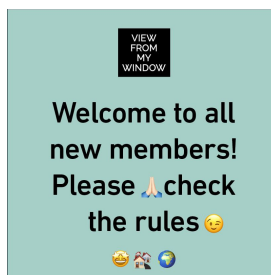 VIEW
FROM
MY
WINDOW
Welcome to all
new members!
Please 🙏🏻check
the rules😉
🤩🏘️🌍